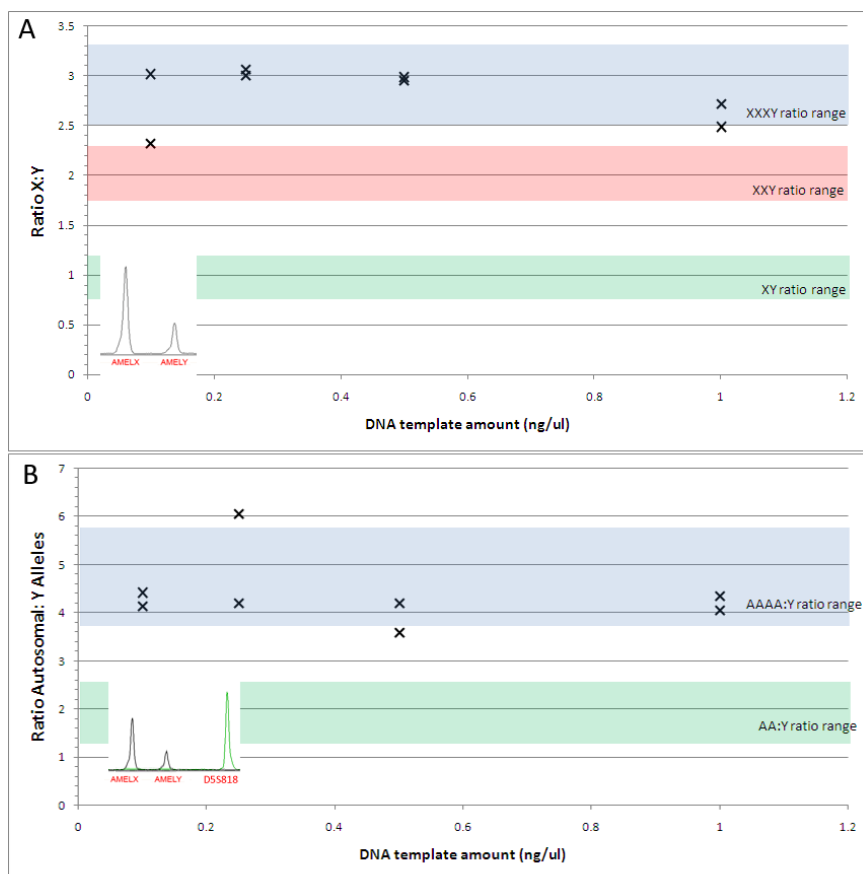 A
3.5
3
2.5
2
1.5
1
0.5
0
Ratio X:Y
XXXY ratio range
XXY ratio range
XY ratio range
AMELX AMELY
0 0.2 0.4 0.6 0.8 1 1.2
DNA template amount (ng/ul)
B
7
6
5
4
3
2
1
0
Ratio Autosomal: Y Alleles
AAAA:Y ratio range
AA:Y ratio range
AMELX AMELY D5S818
0 0.2 0.4 0.6 0.8 1 1.2
DNA template amount (ng/ul)